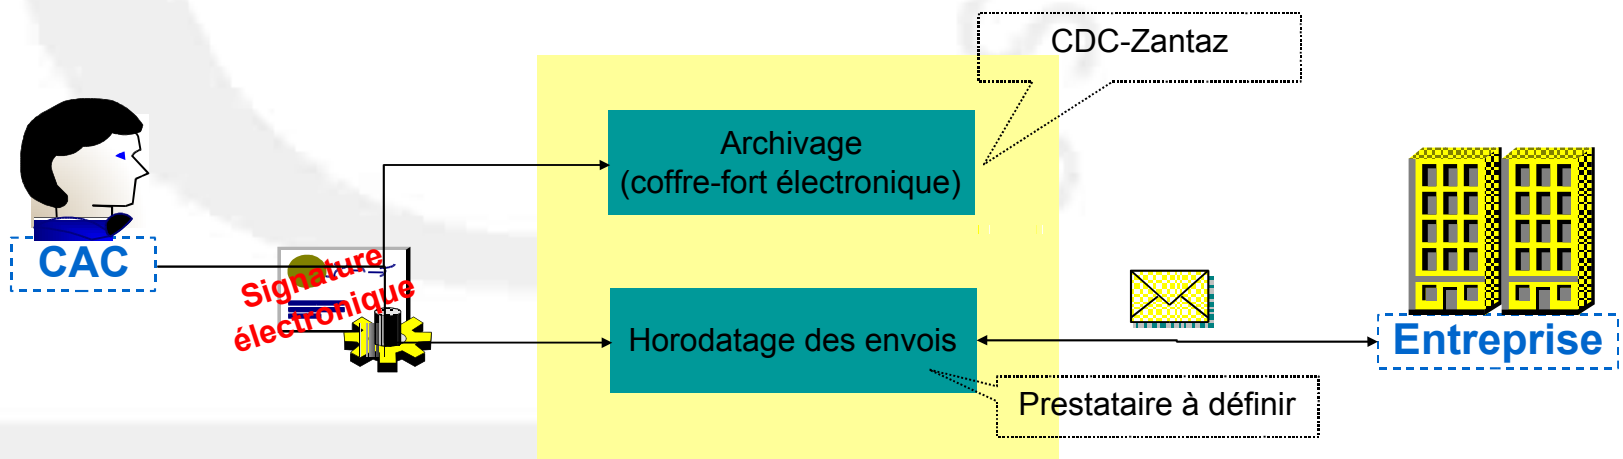 CDC-Zantaz
Archivage
(coffre-fort électronique)
CAC
Signature
électronique
Horodatage des envois
Entreprise
Prestataire à définir